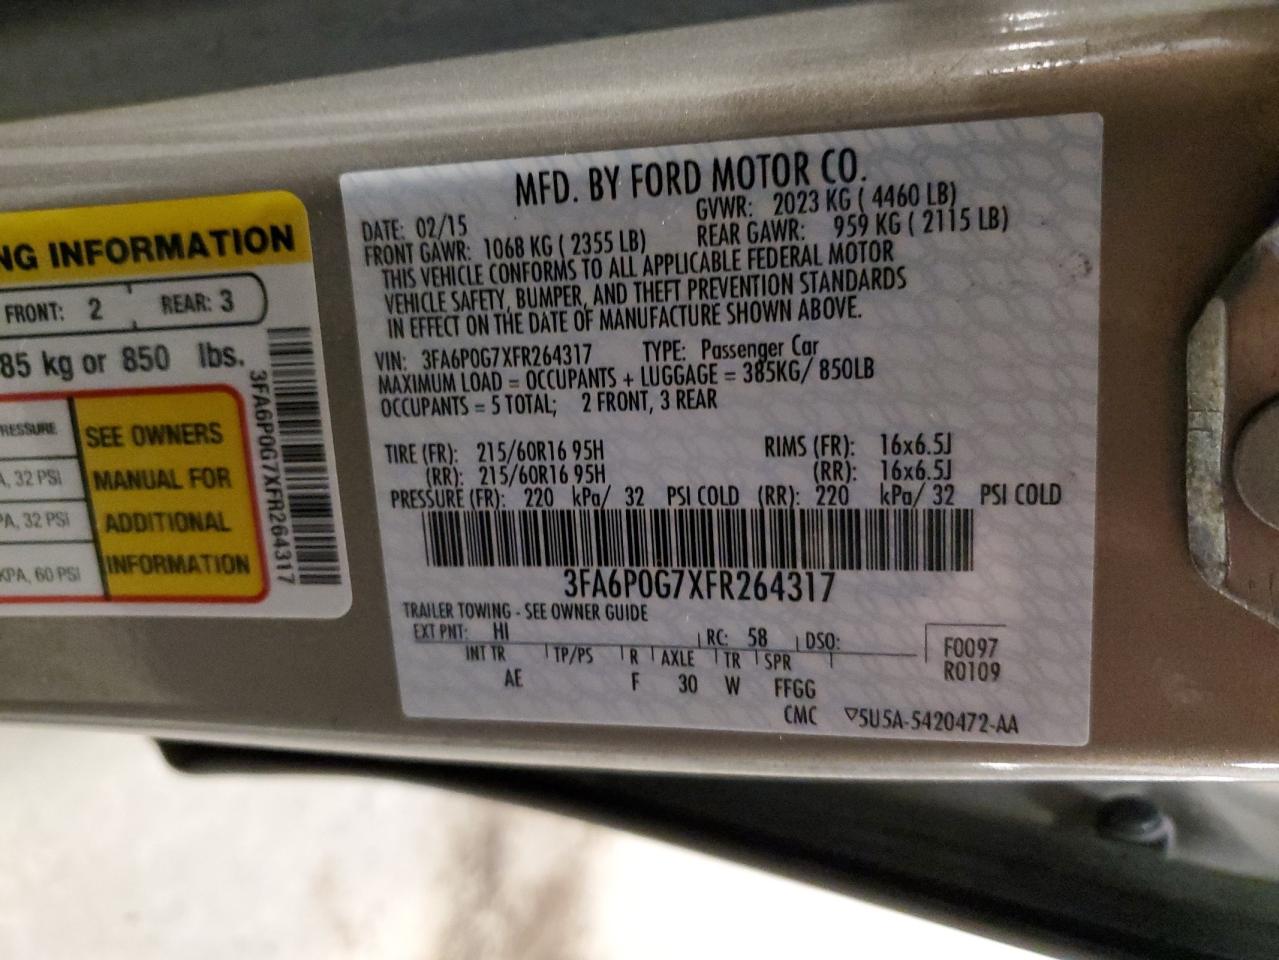 NG INFORMATION
FRONT: 2 REAR: 3
85 kg or 850 lbs.
RESSURE
A, 32 PSI
PA, 32 PSI
KPA, 60 PSI
SEE OWNERS
MANUAL FOR
ADDITIONAL
INFORMATION
3FA6P0G7XFR264317
MFD. BY FORD MOTOR CO.
DATE: 02/15 GVWR: 2023 KG ( 4460 LB)
FRONT GAWR: 1068 KG ( 2355 LB) REAR GAWR: 959 KG ( 2115 LB)
THIS VEHICLE CONFORMS TO ALL APPLICABLE FEDERAL MOTOR
VEHICLE SAFETY, BUMPER, AND THEFT PREVENTION STANDARDS
IN EFFECT ON THE DATE OF MANUFACTURE SHOWN ABOVE.
VIN: 3FA6P0G7XFR264317 TYPE: Passenger Car
MAXIMUM LOAD = OCCUPANTS + LUGGAGE = 385KG/ 850LB
OCCUPANTS = 5 TOTAL; 2 FRONT, 3 REAR
TIRE (FR): 215/60R16 95H RIMS (FR): 16x6.5J
(RR): 215/60R16 95H (RR): 16x6.5J
PRESSURE (FR): 220 kPa/ 32 PSI COLD (RR): 220 kPa/ 32 PSI COLD
3FA6P0G7XFR264317
TRAILER TOWING - SEE OWNER GUIDE
EXT PNT: HI RC: 58 DSO:
INT TR TP/PS R AXLE TR SPR
AE F 30 W FFGG
CMC ▽5U5A-5420472-AA
F0097
R0109